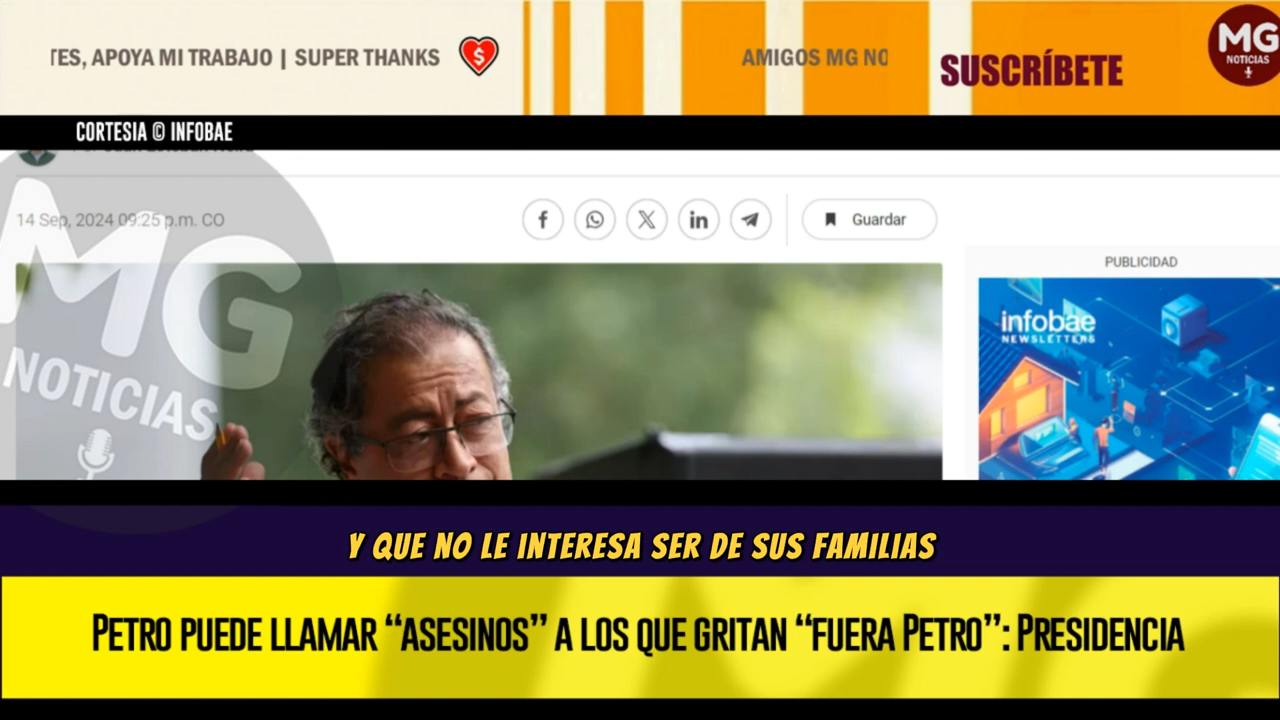 TES, APOYA MI TRABAJO | SUPER THANKS
AMIGOS MG NO
SUSCRÍBETE
MG
NOTICIAS
CORTESIA © INFOBAE
14 Sep, 2024 09:25 p.m. CO
Guardar
PUBLICIDAD
infobae
NEWSLETTERS
MG
NOTICIAS
Y QUE NO LE INTERESA SER DE SUS FAMILIAS
PETRO PUEDE LLAMAR “ASESINOS” A LOS QUE GRITAN “FUERA PETRO”: PRESIDENCIA